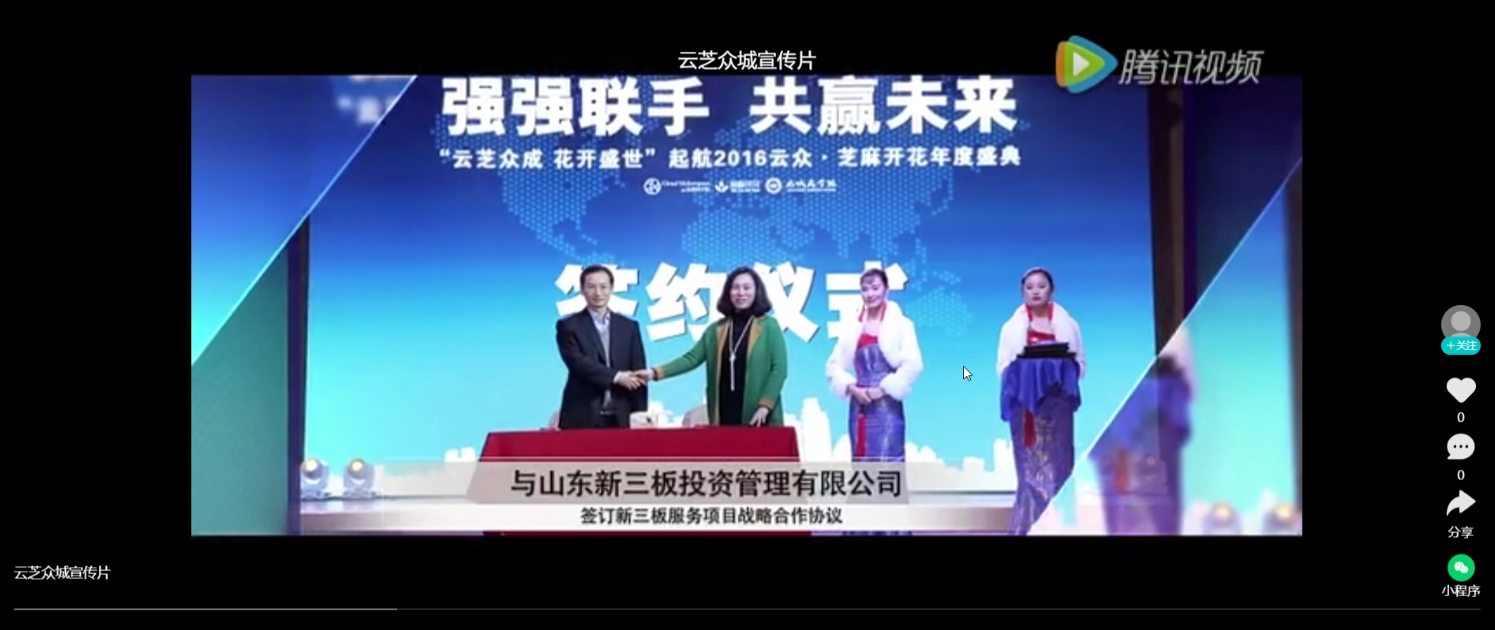 云芝众城宣传片
腾讯视频
强强联手 共赢未来
“云芝众成 花开盛世”起航2016云众·芝麻开花年度盛典
签约仪式
与山东新三板投资管理有限公司
签订新三板服务项目战略合作协议
+关注
0
0
分享
小程序
云芝众城宣传片